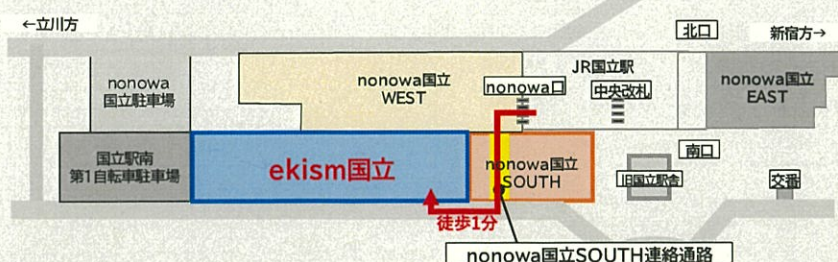 ←立川方
北口
新宿方→
nonowa
国立駐車場
nonowa国立
WEST
nonowa口
JR国立駅
中央改札
nonowa国立
EAST
国立駅南
第1自転車駐車場
ekism国立
nonowa国立
SOUTH
南口
旧国立駅舎
交番
徒歩1分
nonowa国立SOUTH連絡通路